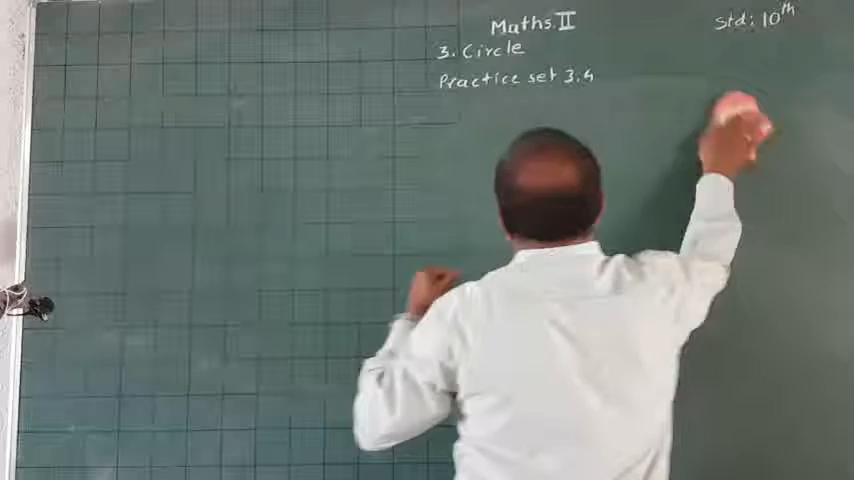 Maths.II
Std: 10th
3. Circle
Practice set 3.4